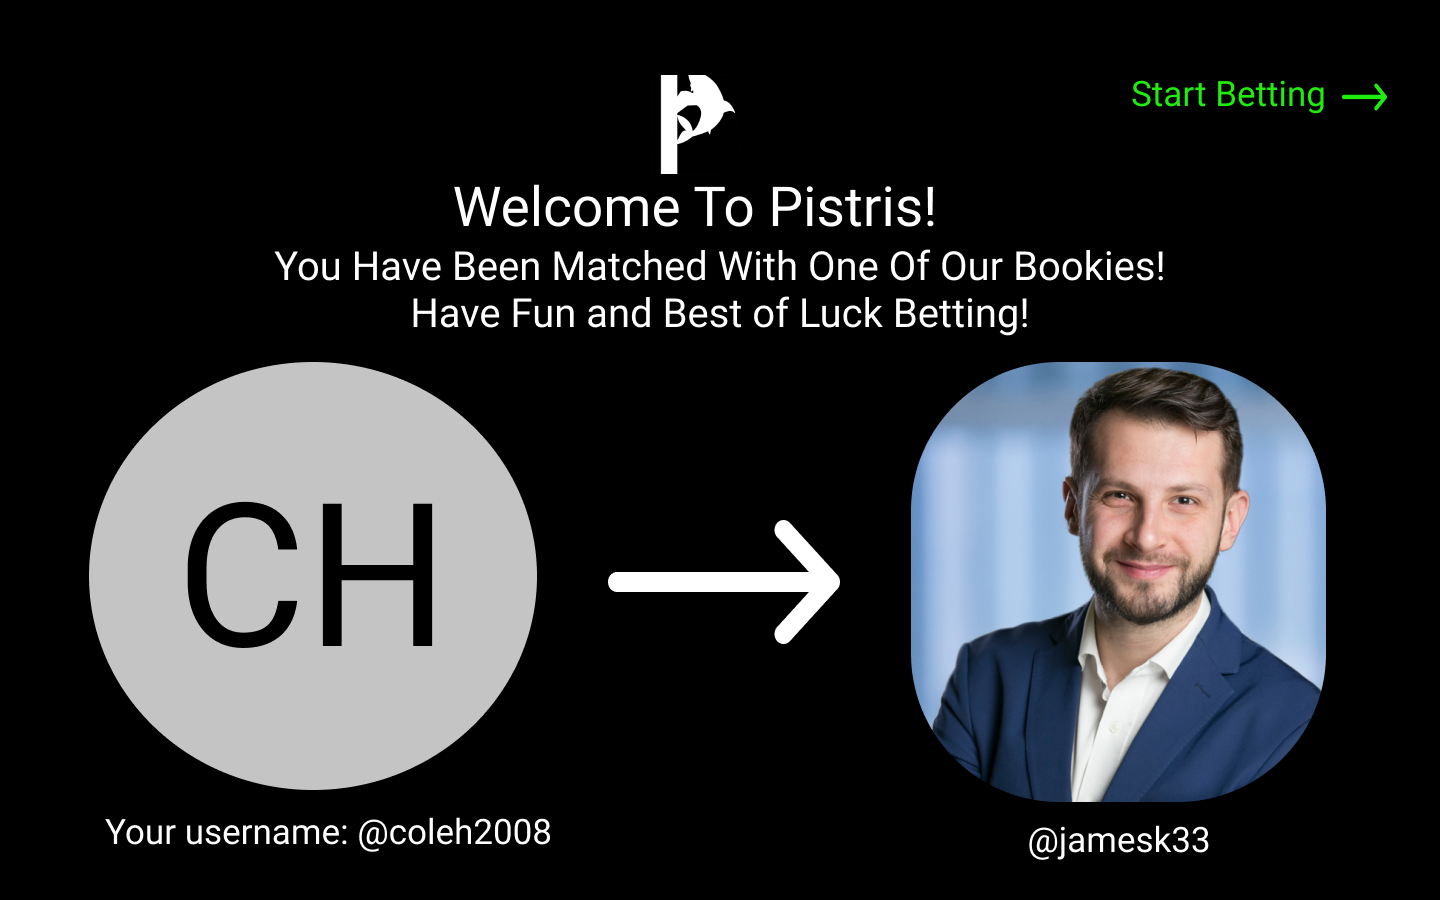 Start Betting
Welcome To Pistris!
You Have Been Matched With One Of Our Bookies!
Have Fun and Best of Luck Betting!
CH
Your username: @coleh2008
@jamesk33